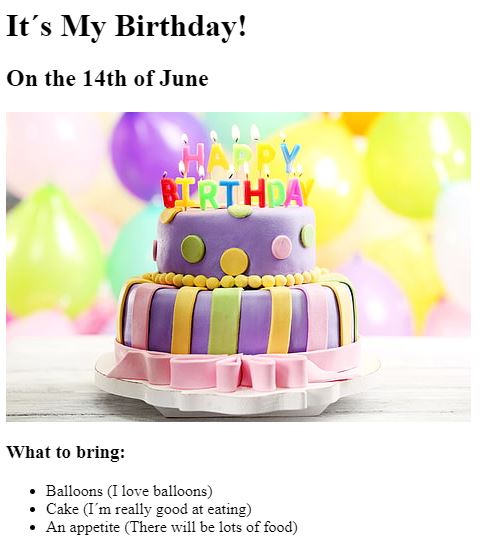 It´s My Birthday!
On the 14th of June
HAPPY
BIRTHDAY
What to bring:
Balloons (I love balloons)
Cake (I´m really good at eating)
An appetite (There will be lots of food)